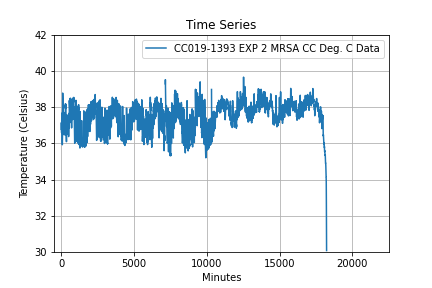 Time Series
CC019-1393 EXP 2 MRSA CC Deg. C Data
Temperature (Celsius)
42
40
38
36
34
32
30
0 5000 10000 15000 20000
Minutes